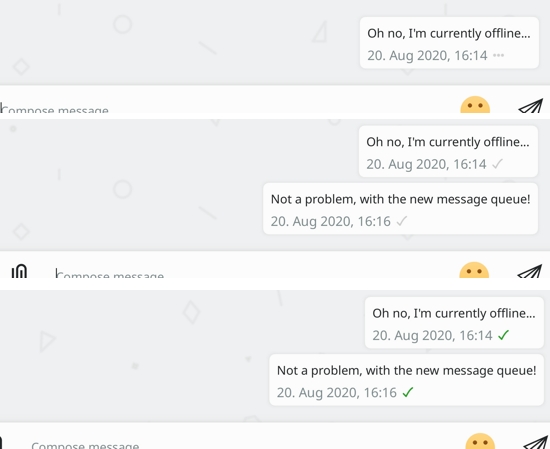 Oh no, I'm currently offline...
20. Aug 2020, 16:14
Compose message
Oh no, I'm currently offline...
20. Aug 2020, 16:14
Not a problem, with the new message queue!
20. Aug 2020, 16:16
Compose message
Oh no, I'm currently offline...
20. Aug 2020, 16:14
Not a problem, with the new message queue!
20. Aug 2020, 16:16
Compose message